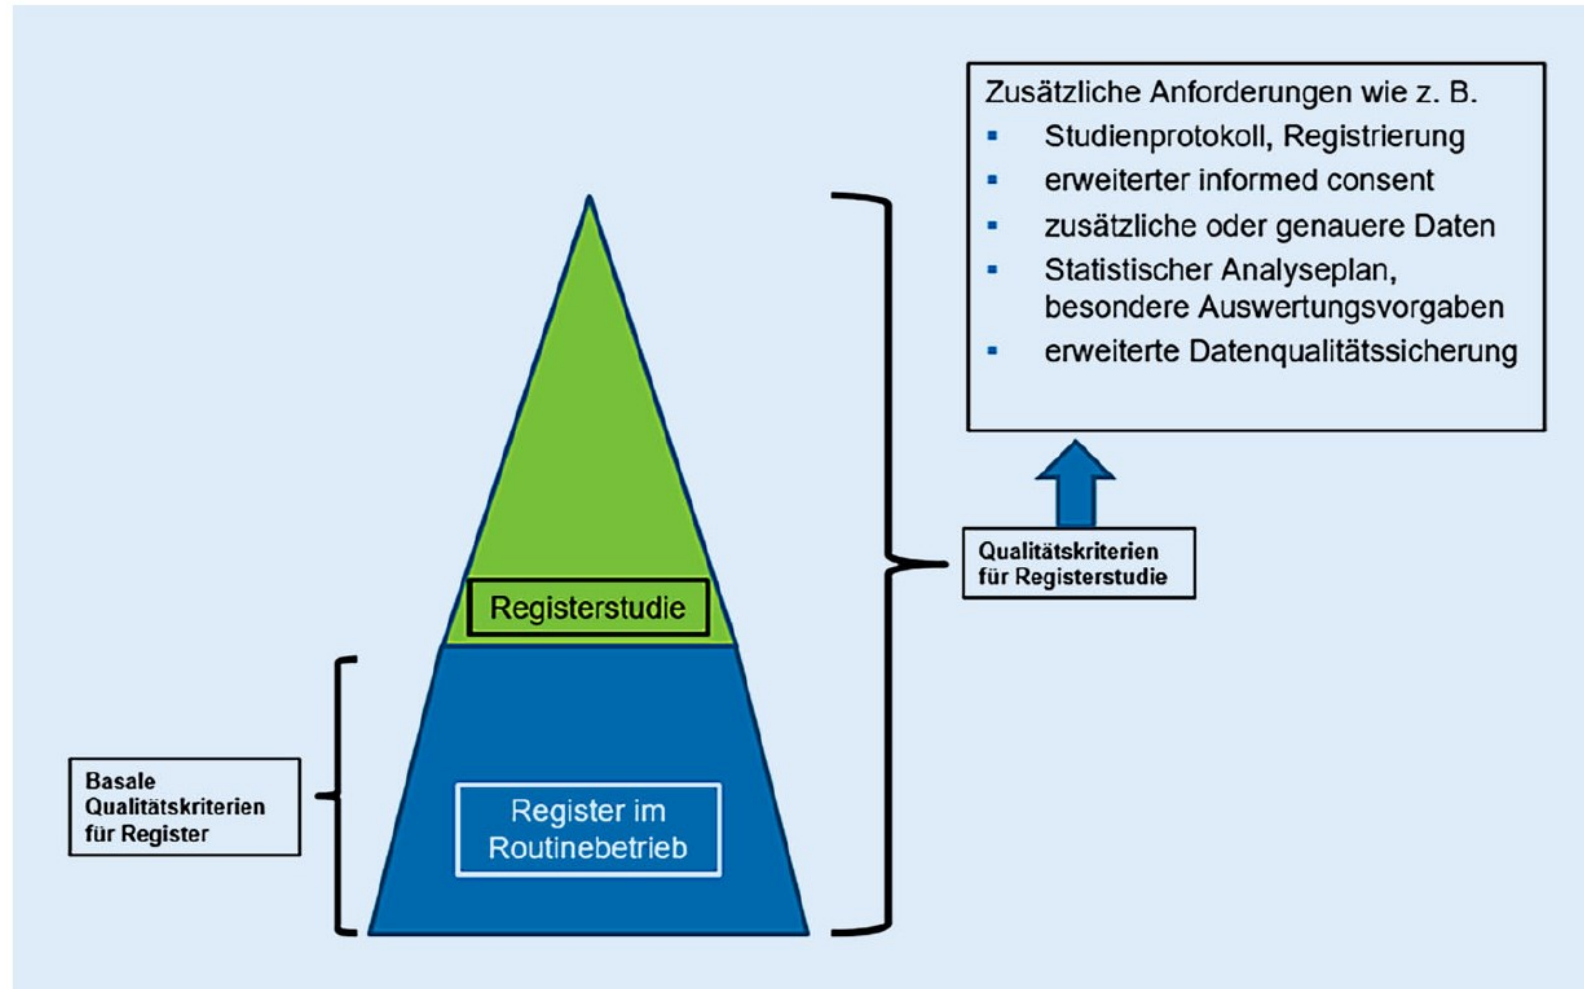 Zusätzliche Anforderungen wie z. B.
▪ Studienprotokoll, Registrierung
▪ erweiterter informed consent
▪ zusätzliche oder genauere Daten
▪ Statistischer Analyseplan,
besondere Auswertungsvorgaben
▪ erweiterte Datenqualitätssicherung
Qualitätskriterien
für Registerstudie
Registerstudie
Basale
Qualitätskriterien
für Register
Register im
Routinebetrieb